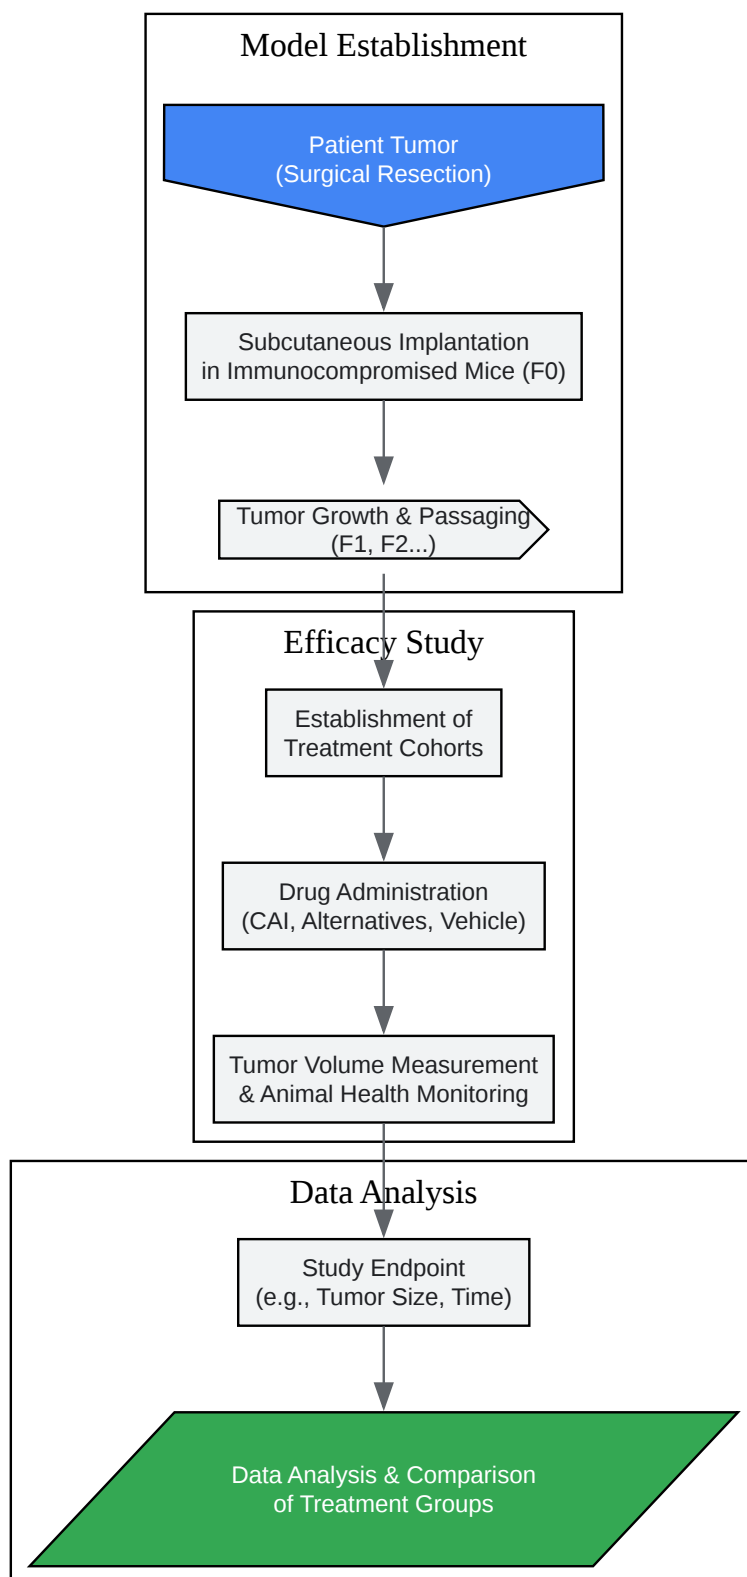 Model Establishment
Patient Tumor
(Surgical Resection)
Subcutaneous Implantation
in Immunocompromised Mice (F0)
Tumor Growth & Passaging
(F1, F2...)
Efficacy Study
Establishment of
Treatment Cohorts
Drug Administration
(CAI, Alternatives, Vehicle)
Tumor Volume Measurement
& Animal Health Monitoring
Data Analysis
Study Endpoint
(e.g., Tumor Size, Time)
Data Analysis & Comparison
of Treatment Groups